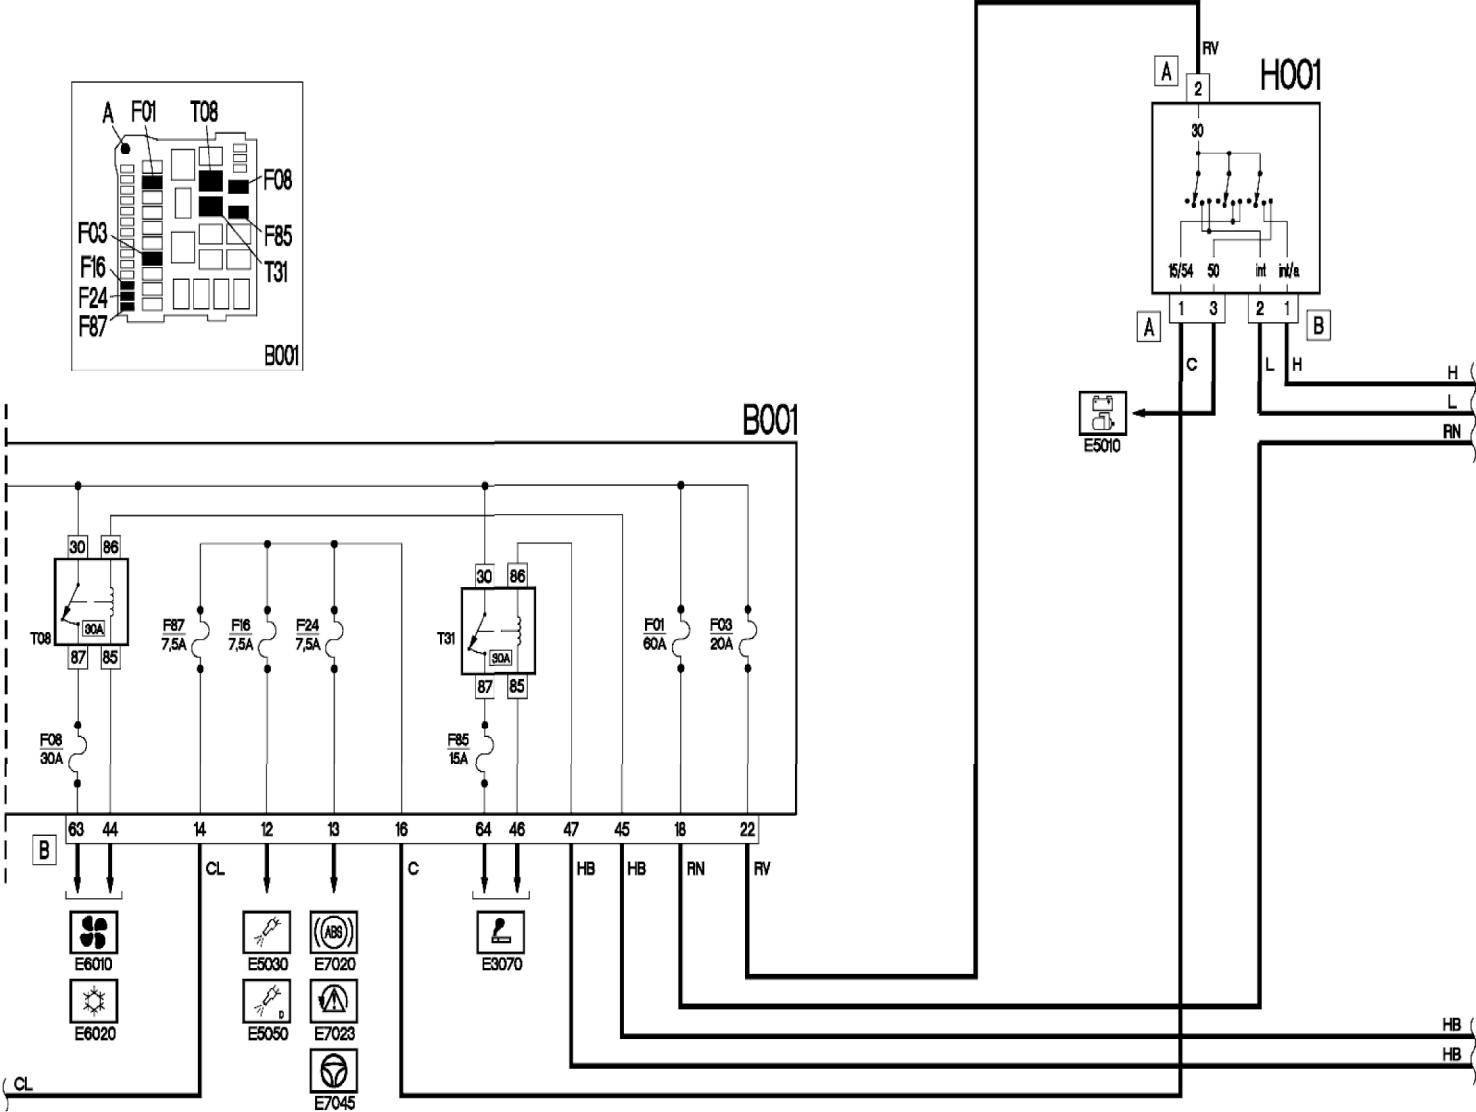 RV
A
H001
2
30
A F01 T08
F08
F03
F85
F16
T31
F24
F87
B001
15/54 50 int int/a
1 3 2 1
A
B
C
L
H
H
L
RN
E5010
B001
30 86
30 86
T08
30A
F87
7,5A
F16
7,5A
F24
7,5A
T31
30A
F01
60A
F03
20A
87 85
87 85
F08
30A
F85
15A
63 44 14 12 13 16 64 46 47 45 18 22
B
CL
C
HB
HB
RN
RV
ABS
E6010
E5030
E7020
E3070
D
E6020
E5050
E7023
HB
HB
CL
E7045